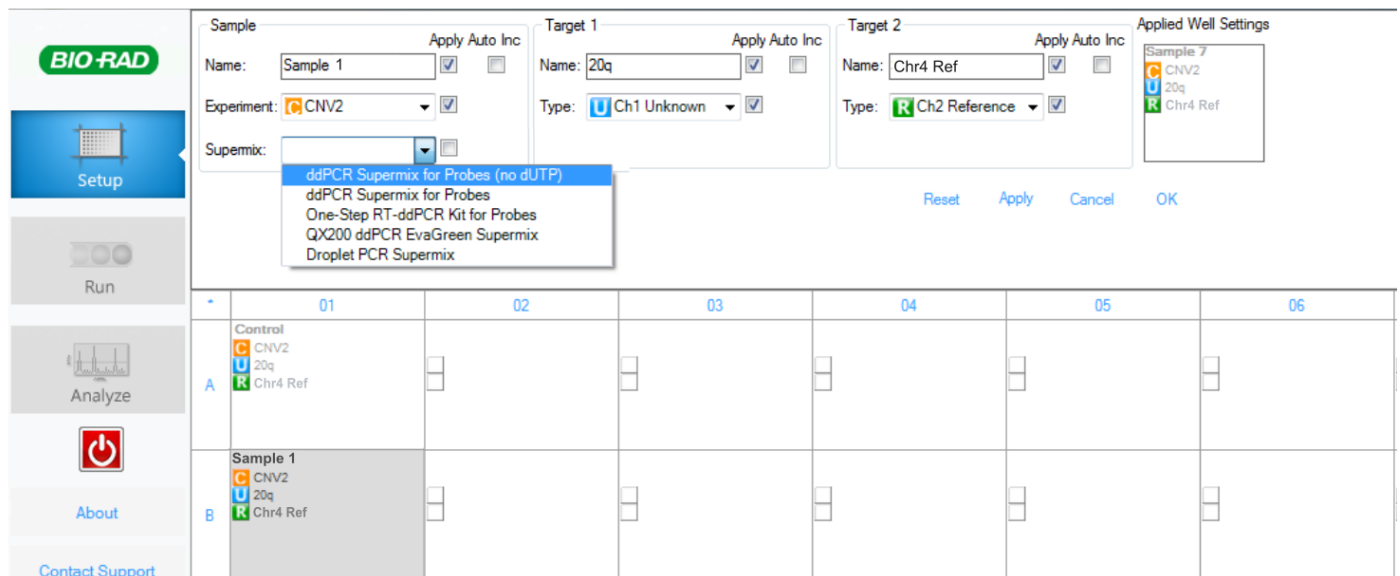 BIO-RAD
Setup
Run
Analyze
About
Contact Support
Sample
Apply Auto Inc
Name: Sample 1
Experiment: C CNV2
Supermix:
ddPCR Supermix for Probes (no dUTP)
ddPCR Supermix for Probes
One-Step RT-ddPCR Kit for Probes
QX200 ddPCR EvaGreen Supermix
Droplet PCR Supermix
Target 1
Apply Auto Inc
Name: 20q
Type: U Ch1 Unknown
Target 2
Apply Auto Inc
Name: Chr4 Ref
Type: R Ch2 Reference
Applied Well Settings
Sample 7
C CNV2
U 20q
R Chr4 Ref
Reset Apply Cancel OK
01 02 03 04 05 06
A
Control
C CNV2
U 20q
R Chr4 Ref
B
Sample 1
C CNV2
U 20q
R Chr4 Ref